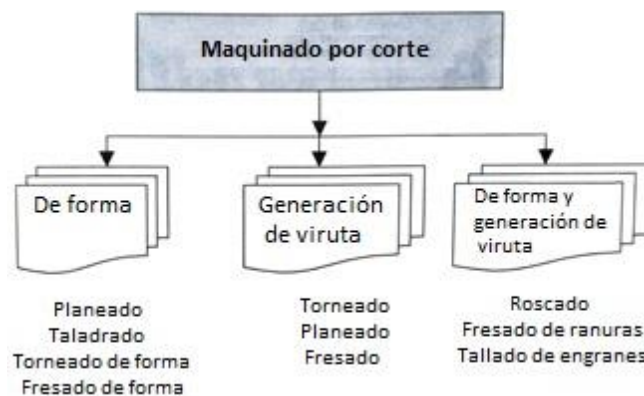 Maquinado por corte
De forma
Generación
de viruta
De forma y
generación de
viruta
Planeado
Taladrado
Torneado de forma
Fresado de forma
Torneado
Planeado
Fresado
Roscado
Fresado de ranuras
Tallado de engranes